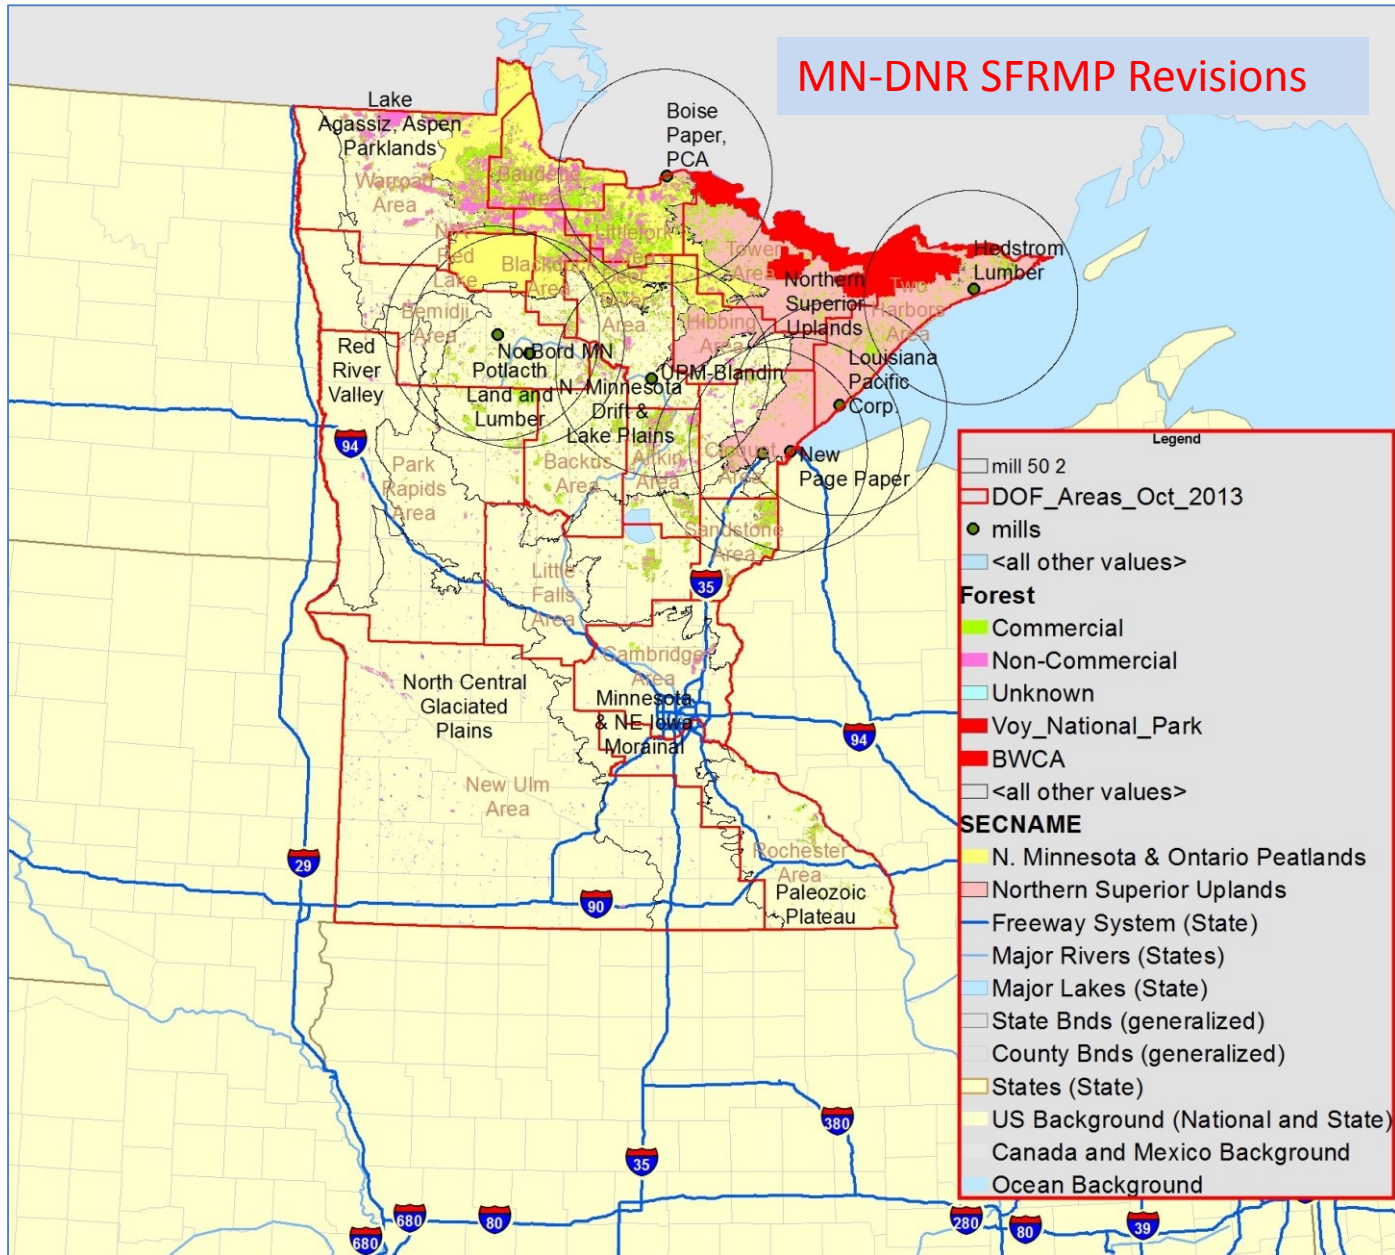 MN-DNR SFRMP Revisions
Lake
Agassiz, Aspen
Parklands
Boise
Paper,
PCA
Warroad
Area
Baudette
Area
Littlefork
Area
Tower
Area
Hedstrom
Lumber
Red
Lake
Blackduck
Area
Deer
River
Area
Northern
Superior
Uplands
Two
Harbors
Area
Bemidji
Area
Hibbing
Area
Red
River
Valley
NorBord MN
Potlacth
Land and
Lumber
UPM-Blandin
N. Minnesota
Drift &
Lake Plains
Louisiana
Pacific
Corp.
94
Park
Rapids
Area
Backus
Area
Aitkin
Area
Cloquet
Area
New
Page Paper
Sandstone
Area
Little
Falls
Area
35
Cambridge
Area
North Central
Glaciated
Plains
Minnesota
& NE Iowa
Morainal
94
New Ulm
Area
29
Rochester
Area
Paleozoic
Plateau
90
380
35
680
80
680
280
80
39
Legend
mill 50 2
DOF_Areas_Oct_2013
mills
<all other values>
Forest
Commercial
Non-Commercial
Unknown
Voy_National_Park
BWCA
<all other values>
SECNAME
N. Minnesota & Ontario Peatlands
Northern Superior Uplands
Freeway System (State)
Major Rivers (States)
Major Lakes (State)
State Bnds (generalized)
County Bnds (generalized)
States (State)
US Background (National and State)
Canada and Mexico Background
Ocean Background